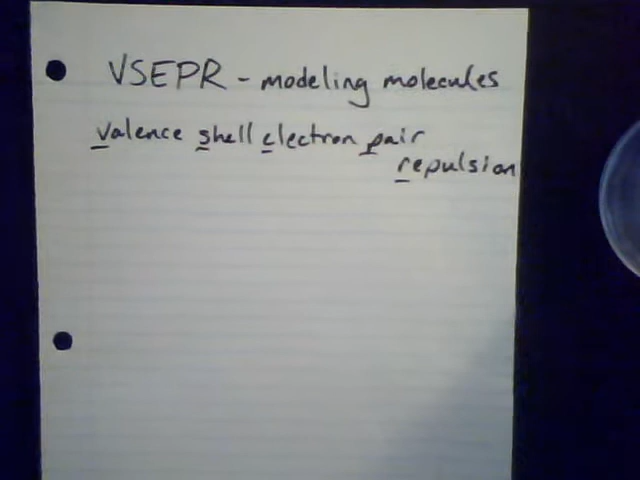 VSEPR - modeling molecules
valence shell electron pair
repulsion